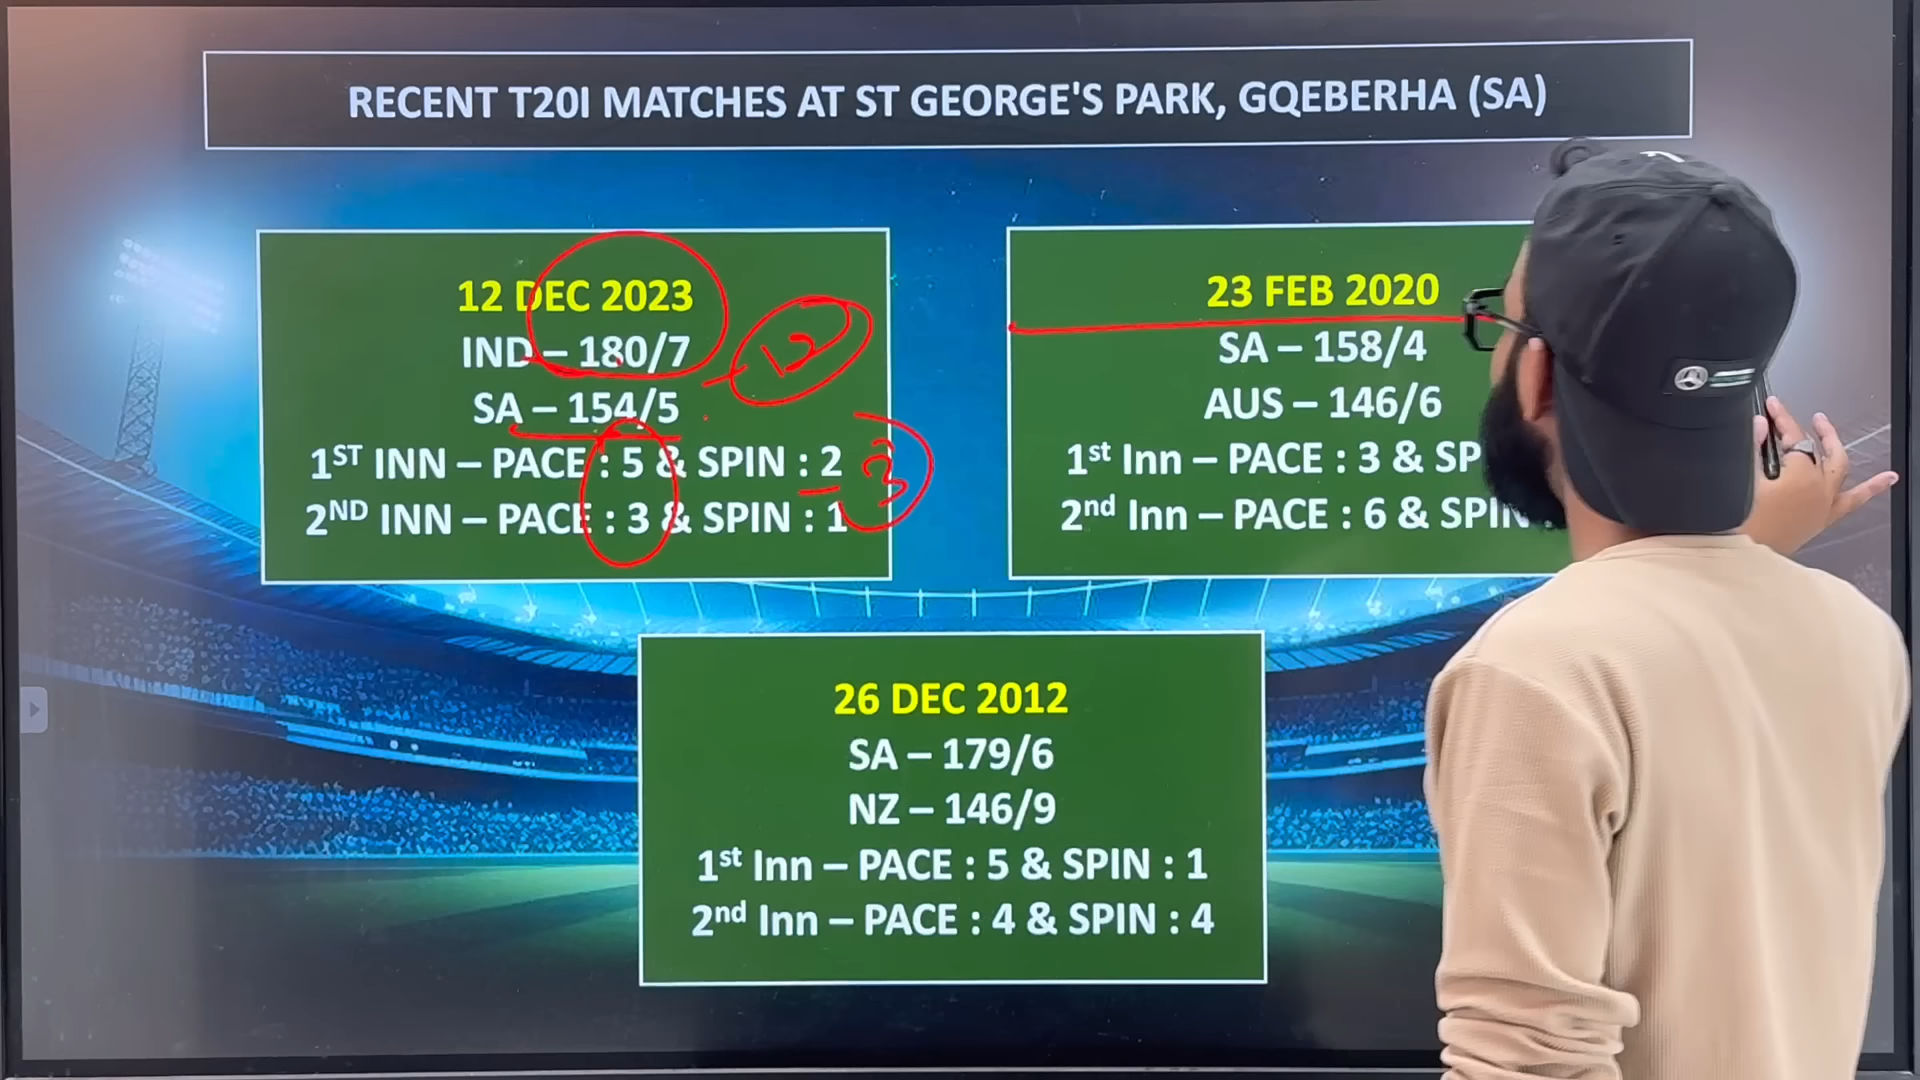 RECENT T20I MATCHES AT ST GEORGE'S PARK, GQEBERHA (SA)
12 DEC 2023
IND – 180/7
SA – 154/5
12
1ST INN – PACE : 5 & SPIN : 2
2ND INN – PACE : 3 & SPIN : 1
3
23 FEB 2020
SA – 158/4
AUS – 146/6
1st Inn – PACE : 3 & SP
2nd Inn – PACE : 6 & SPIN
26 DEC 2012
SA – 179/6
NZ – 146/9
1st Inn – PACE : 5 & SPIN : 1
2nd Inn – PACE : 4 & SPIN : 4